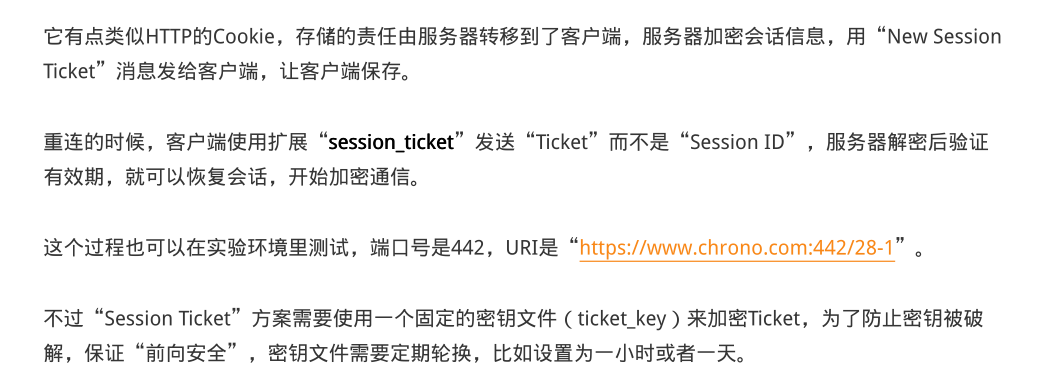 它有点类似HTTP的Cookie，存储的责任由服务器转移到了客户端，服务器加密会话信息，用“New Session
Ticket”消息发给客户端，让客户端保存。
重连的时候，客户端使用扩展“session_ticket”发送“Ticket”而不是“Session ID”，服务器解密后验证
有效期，就可以恢复会话，开始加密通信。
这个过程也可以在实验环境里测试，端口号是442，URI是“https://www.chrono.com:442/28-1”。
不过“Session Ticket”方案需要使用一个固定的密钥文件（ticket_key）来加密Ticket，为了防止密钥被破
解，保证“前向安全”，密钥文件需要定期轮换，比如设置为一小时或者一天。